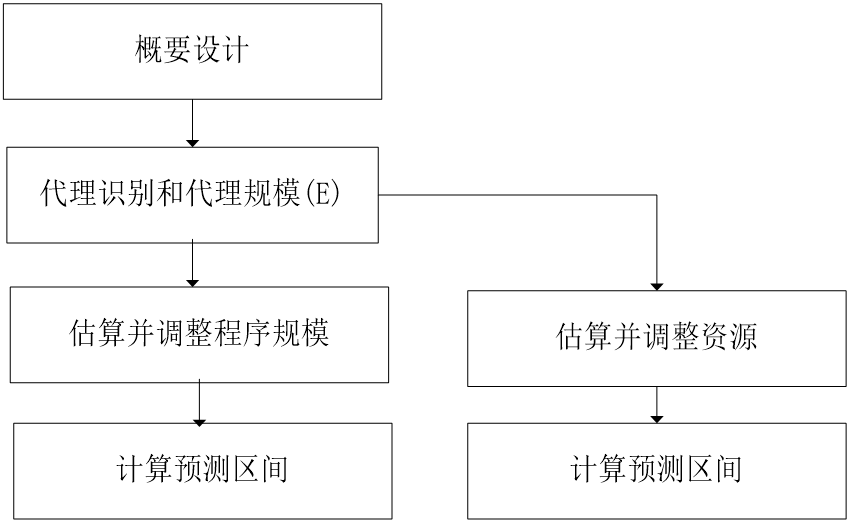 概要设计
代理识别和代理规模(E)
估算并调整程序规模
估算并调整资源
计算预测区间
计算预测区间